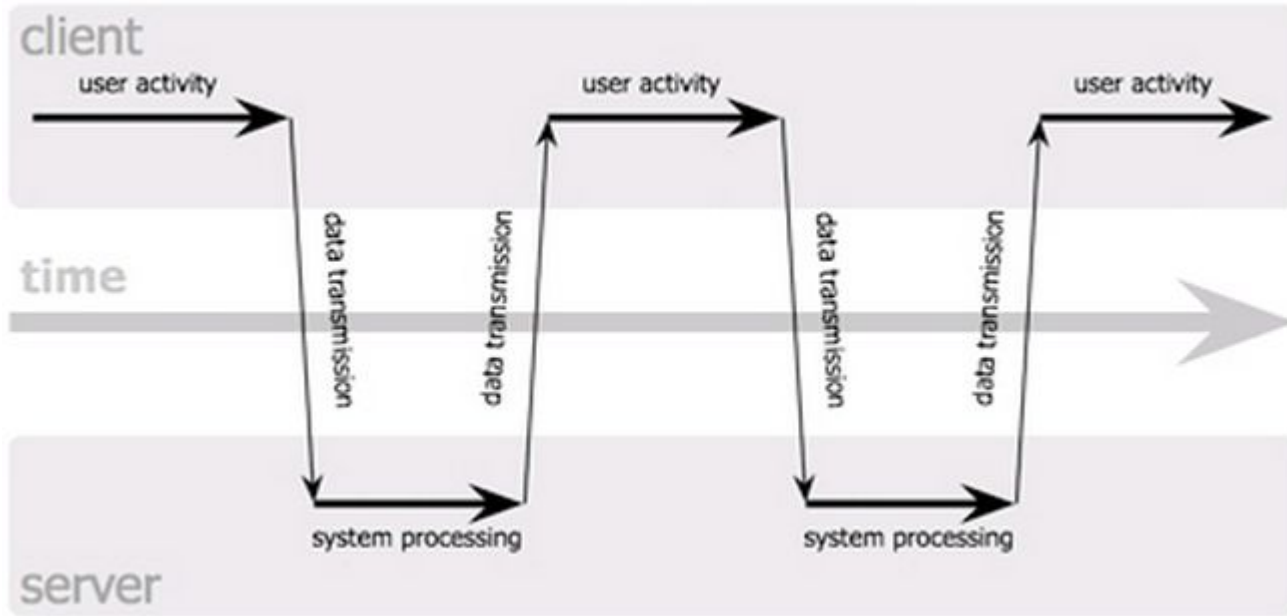 client
user activity
user activity
user activity
data transmission
data transmission
data transmission
data transmission
time
system processing
system processing
server